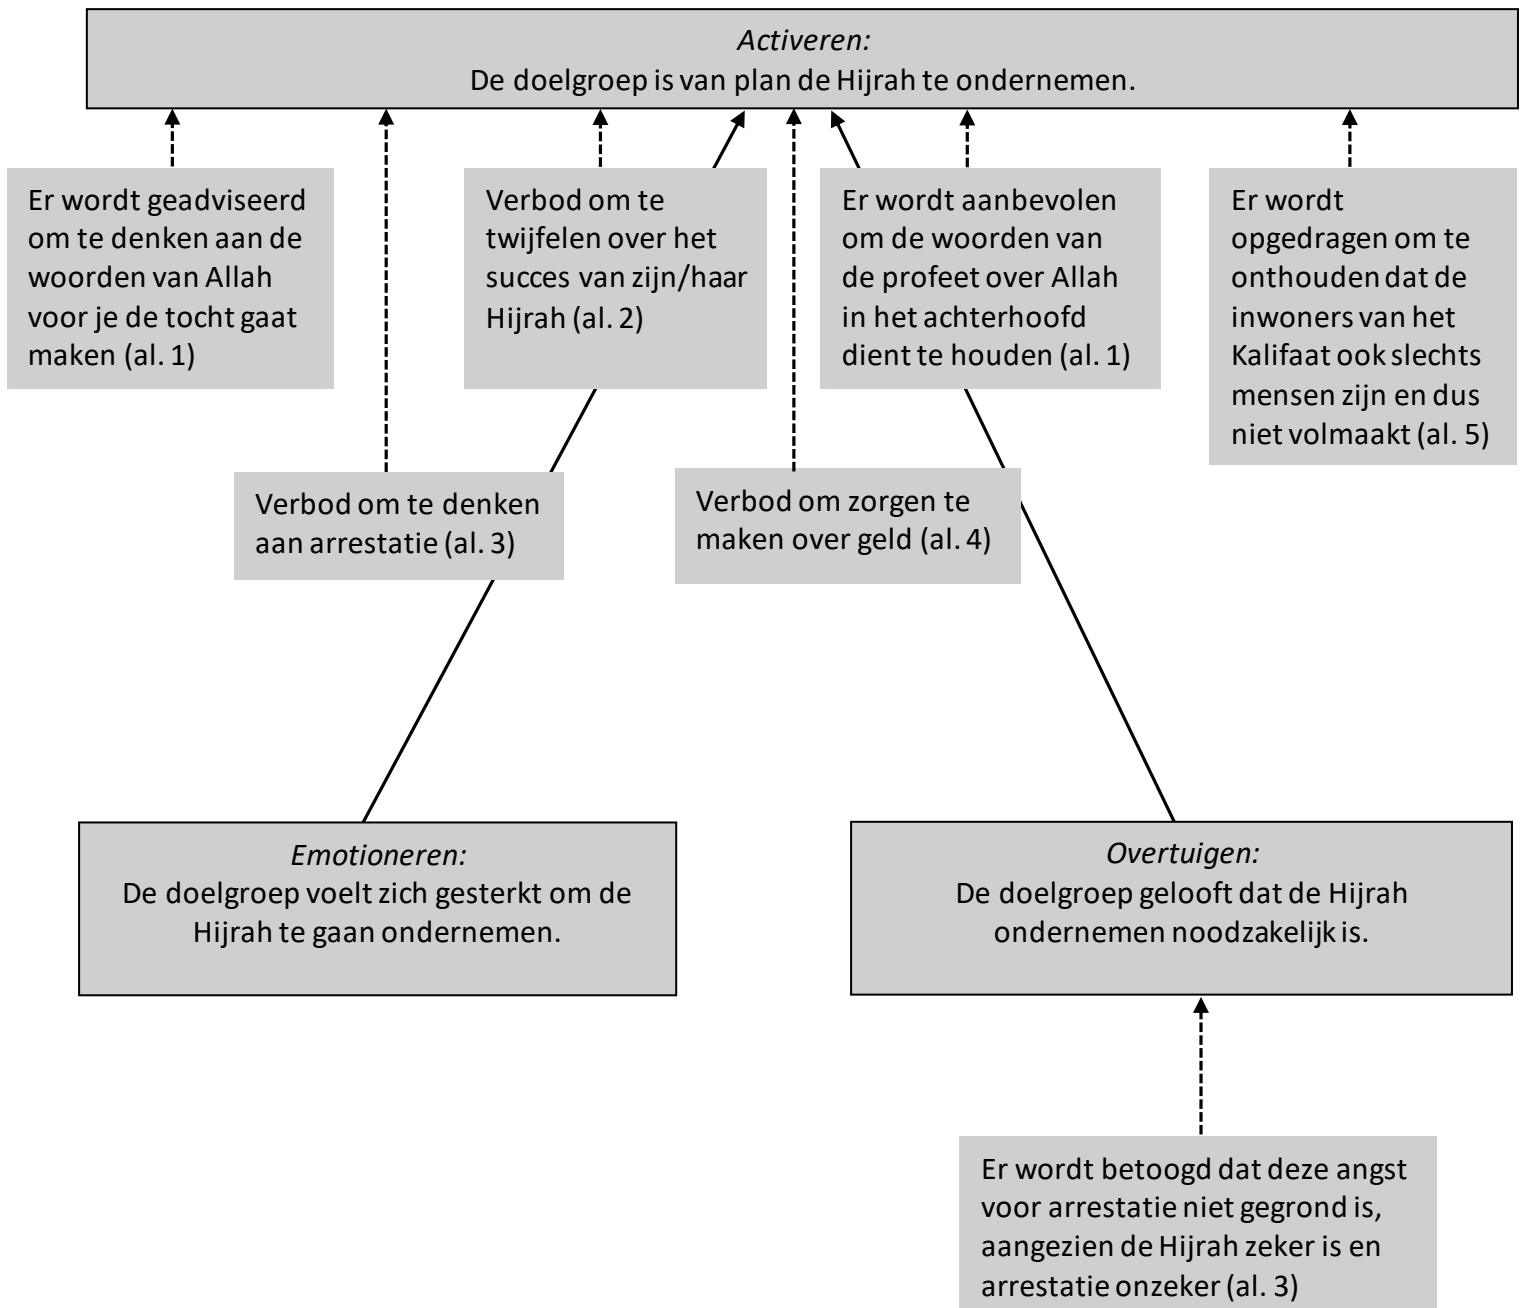 Activeren:
De doelgroep is van plan de Hijrah te ondernemen.
Er wordt geadviseerd
om te denken aan de
woorden van Allah
voor je de tocht gaat
maken (al. 1)
Verbod om te
twijfelen over het
succes van zijn/haar
Hijrah (al. 2)
Er wordt aanbevolen
om de woorden van
de profeet over Allah
in het achterhoofd
dient te houden (al. 1)
Er wordt
opgedragen om te
onthouden dat de
inwoners van het
Kalifaat ook slechts
mensen zijn en dus
niet volmaakt (al. 5)
Verbod om te denken
aan arrestatie (al. 3)
Verbod om zorgen te
maken over geld (al. 4)
Emotioneren:
De doelgroep voelt zich gesterkt om de
Hijrah te gaan ondernemen.
Overtuigen:
De doelgroep gelooft dat de Hijrah
ondernemen noodzakelijk is.
Er wordt betoogd dat deze angst
voor arrestatie niet gegrond is,
aangezien de Hijrah zeker is en
arrestatie onzeker (al. 3)